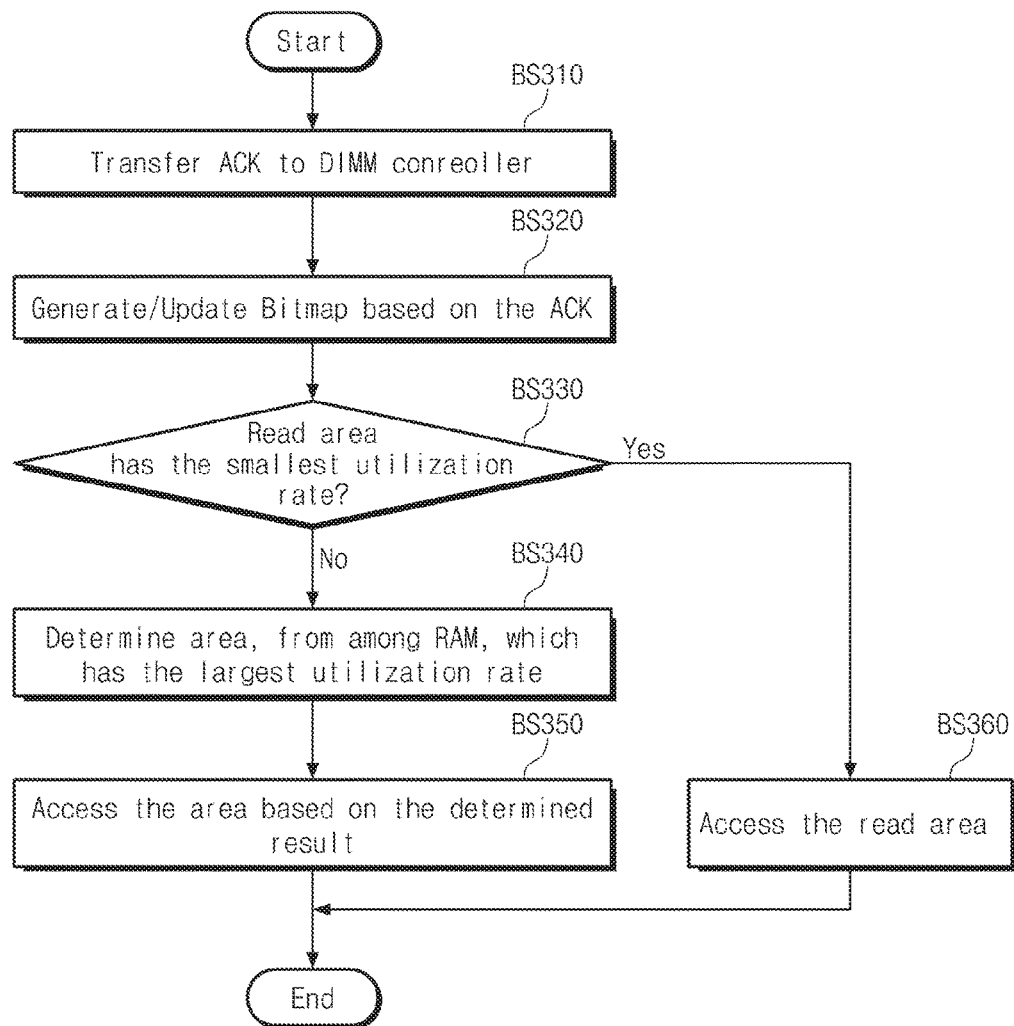 Start
BS310
Transfer ACK to DIMM conreoller
BS320
Generate/Update Bitmap based on the ACK
BS330
Read area
has the smallest utilization
rate?
Yes
No
BS340
Determine area, from among RAM, which
has the largest utilization rate
BS350
Access the area based on the determined
result
BS360
Access the read area
End